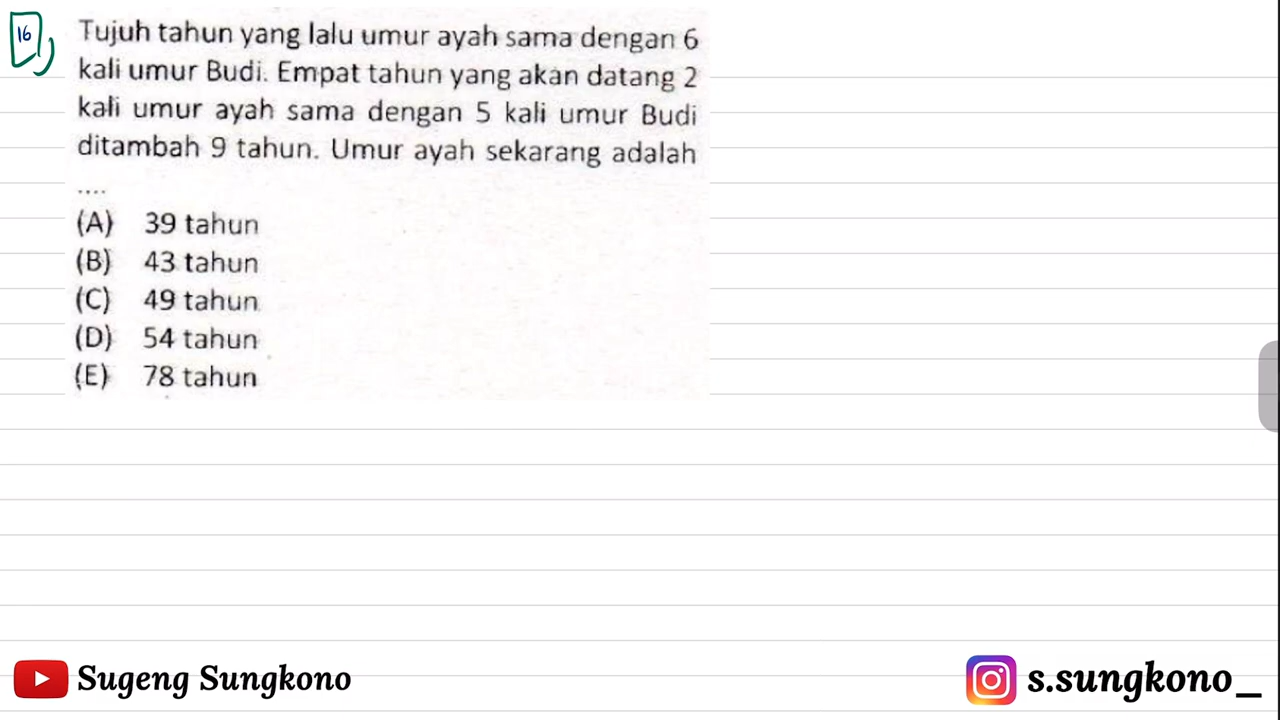 16
Tujuh tahun yang lalu umur ayah sama dengan 6
kali umur Budi. Empat tahun yang akan datang 2
kali umur ayah sama dengan 5 kali umur Budi
ditambah 9 tahun. Umur ayah sekarang adalah
....
(A) 39 tahun
(B) 43 tahun
(C) 49 tahun
(D) 54 tahun
(E) 78 tahun
Sugeng Sungkono
s.sungkono_